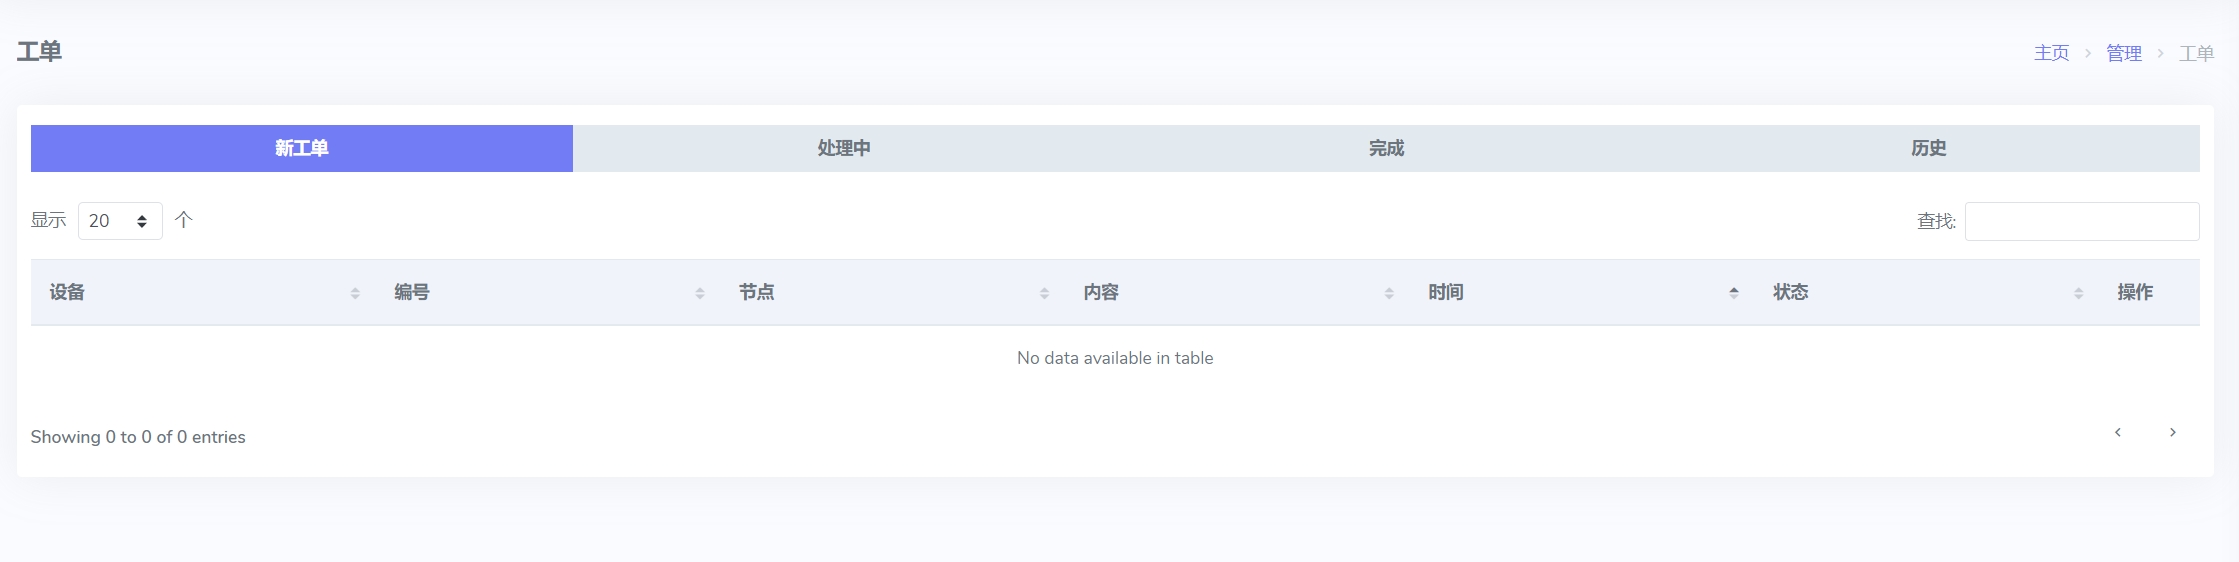 工单
主页 > 管理 > 工单
新工单 处理中 完成 历史
显示 20 个 查找:
设备 编号 节点 内容 时间 状态 操作
No data available in table
Showing 0 to 0 of 0 entries